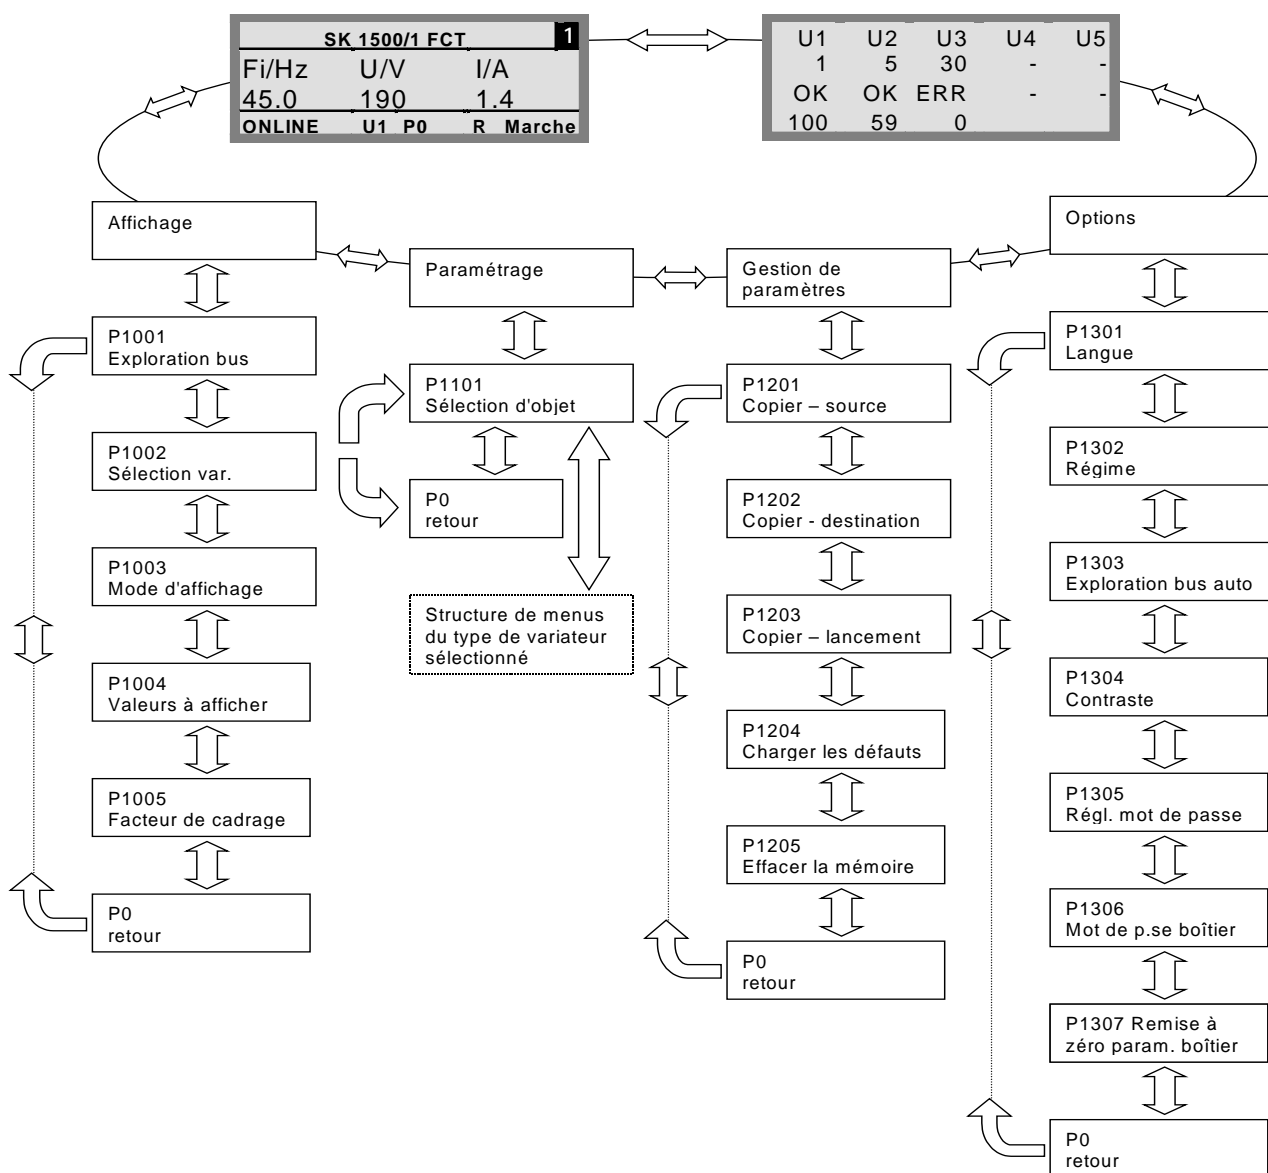 SK 1500/1 FCT 1
Fi/Hz U/V I/A
45.0 190 1.4
ONLINE U1 P0 R Marche
U1 U2 U3 U4 U5
1 5 30 - -
OK OK ERR - -
100 59 0
Affichage
P1001
Exploration bus
P1002
Sélection var.
P1003
Mode d'affichage
P1004
Valeurs à afficher
P1005
Facteur de cadrage
P0
retour
Paramétrage
P1101
Sélection d'objet
P0
retour
Structure de menus
du type de variateur
sélectionné
Gestion de
paramètres
P1201
Copier – source
P1202
Copier - destination
P1203
Copier – lancement
P1204
Charger les défauts
P1205
Effacer la mémoire
P0
retour
Options
P1301
Langue
P1302
Régime
P1303
Exploration bus auto
P1304
Contraste
P1305
Régl. mot de passe
P1306
Mot de p.se boîtier
P1307 Remise à
zéro param. boîtier
P0
retour